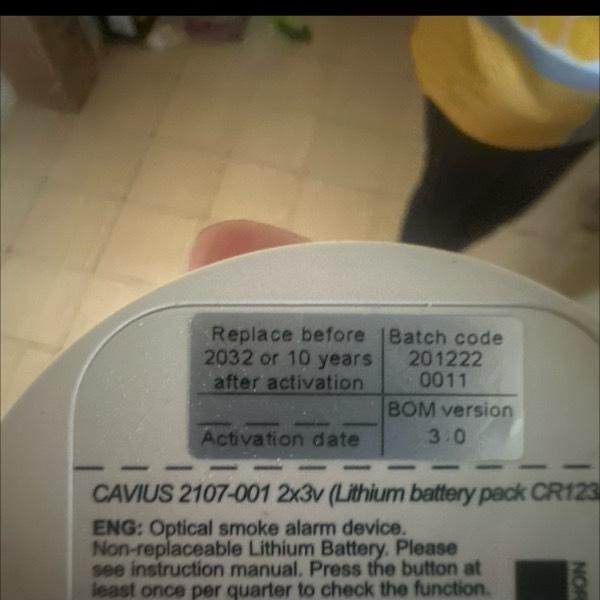 Replace before
2032 or 10 years
after activation
Activation date
Batch code
201222
0011
BOM version
3.0
CAVIUS 2107-001 2x3v (Lithium battery pack CR123
ENG: Optical smoke alarm device.
Non-replaceable Lithium Battery. Please
see instruction manual. Press the button at
least once per quarter to check the function.
NOR